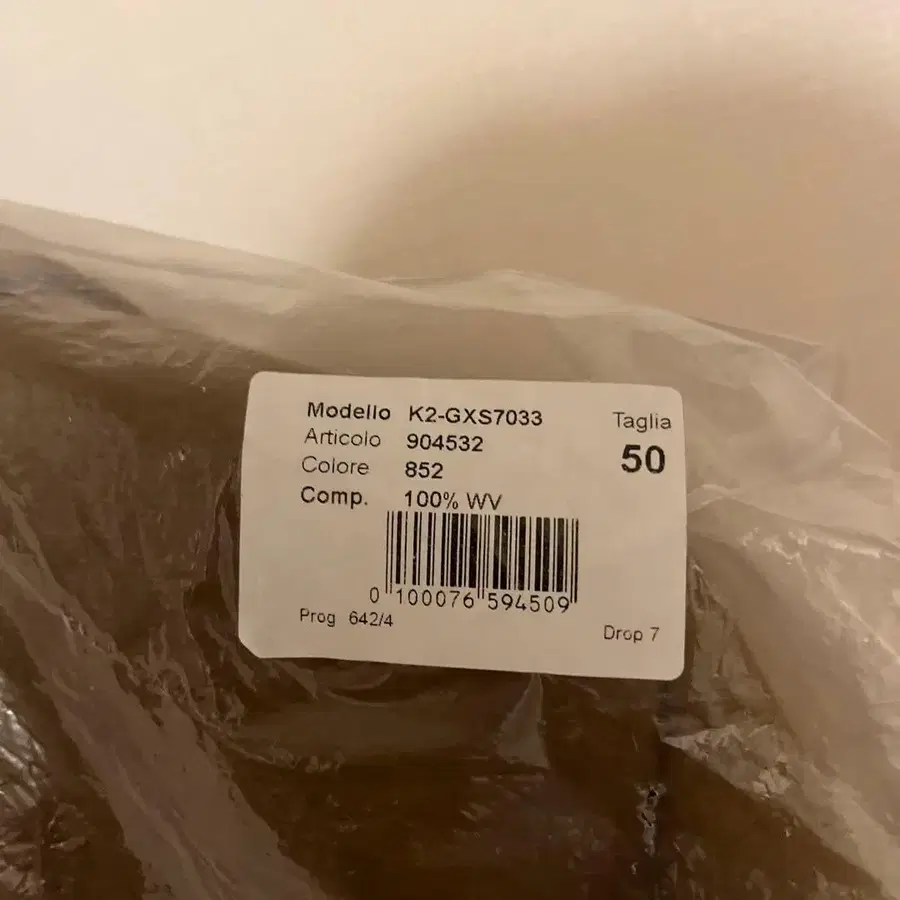 Modello K2-GXS7033
Articolo 904532
Colore 852
Comp. 100% WV
Taglia
50
0 100076 594509
Prog 642/4
Drop 7